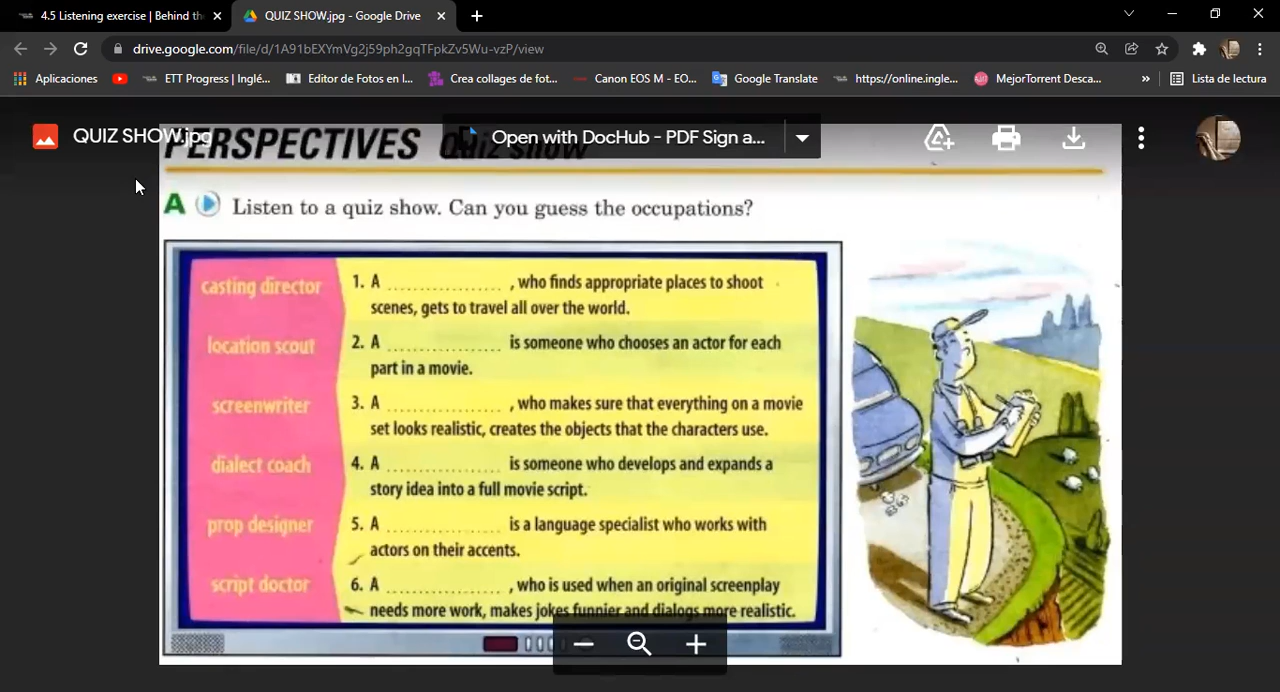 4.5 Listening exercise | Behind th
QUIZ SHOW.jpg - Google Drive
drive.google.com/file/d/1A91bEXYmVg2j59ph2gqTFpkZv5Wu-vzP/view
Aplicaciones
ETT Progress | Inglé...
Editor de Fotos en l...
Crea collages de fot...
Canon EOS M - EO...
Google Translate
https://online.ingle...
MejorTorrent Desca...
»
Lista de lectura
QUIZ SHOW.jpg
Open with DocHub - PDF Sign a...
PERSPECTIVES Quiz show
A Listen to a quiz show. Can you guess the occupations?
casting director
location scout
screenwriter
dialect coach
prop designer
script doctor
1. A .................... , who finds appropriate places to shoot
scenes, gets to travel all over the world.
2. A .................... is someone who chooses an actor for each
part in a movie.
3. A .................... , who makes sure that everything on a movie
set looks realistic, creates the objects that the characters use.
4. A .................... is someone who develops and expands a
story idea into a full movie script.
5. A .................... is a language specialist who works with
actors on their accents.
6. A .................... , who is used when an original screenplay
needs more work, makes jokes funnier and dialogs more realistic.